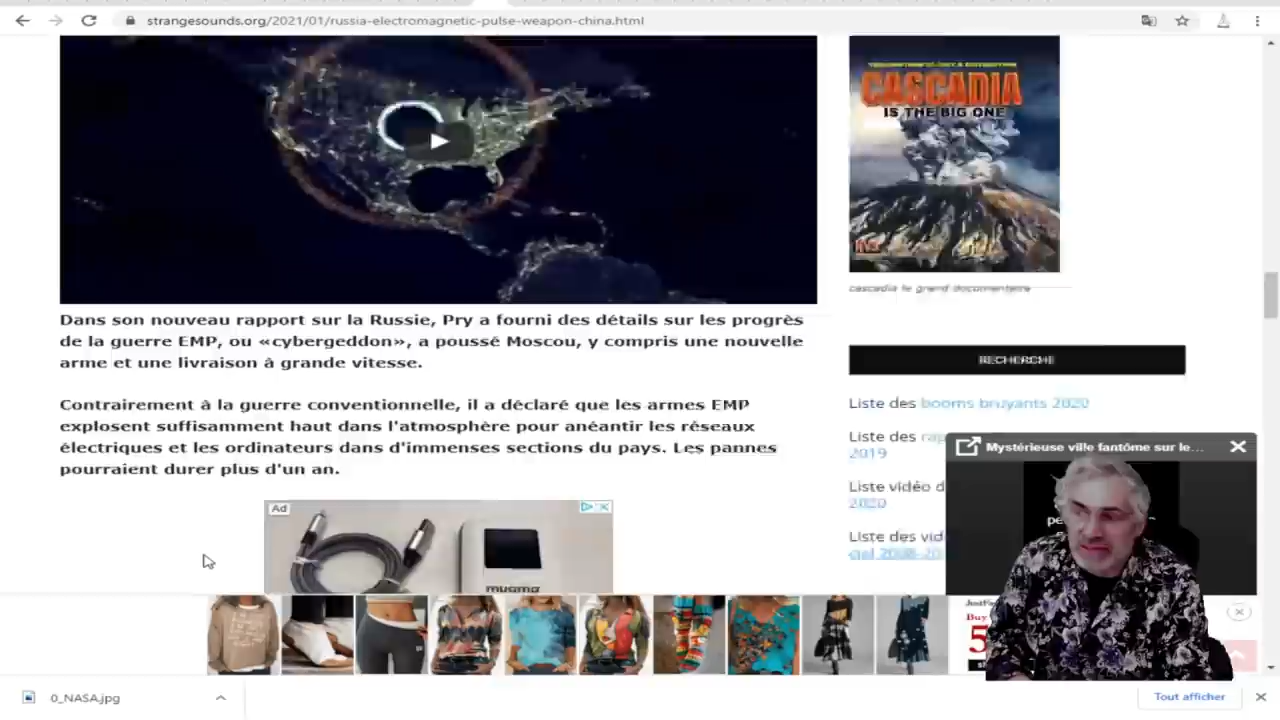 strangesounds.org/2021/01/russia-electromagnetic-pulse-weapon-china.html
CASCADIA
IS THE BIG ONE
cascadia le grand documentaire
Dans son nouveau rapport sur la Russie, Pry a fourni des détails sur les progrès
de la guerre EMP, ou «cybergeddon», a poussé Moscou, y compris une nouvelle
arme et une livraison à grande vitesse.
Contrairement à la guerre conventionnelle, il a déclaré que les armes EMP
explosent suffisamment haut dans l'atmosphère pour anéantir les réseaux
électriques et les ordinateurs dans d'immenses sections du pays. Les pannes
pourraient durer plus d'un an.
RECHERCHE
Liste des booms bruyants 2020
Liste des rap
2019
Liste vidéo d
2020
Liste des vid
Mystérieuse ville fantôme sur le...
pe
Ad
Buy
5
0_NASA.jpg
Tout afficher